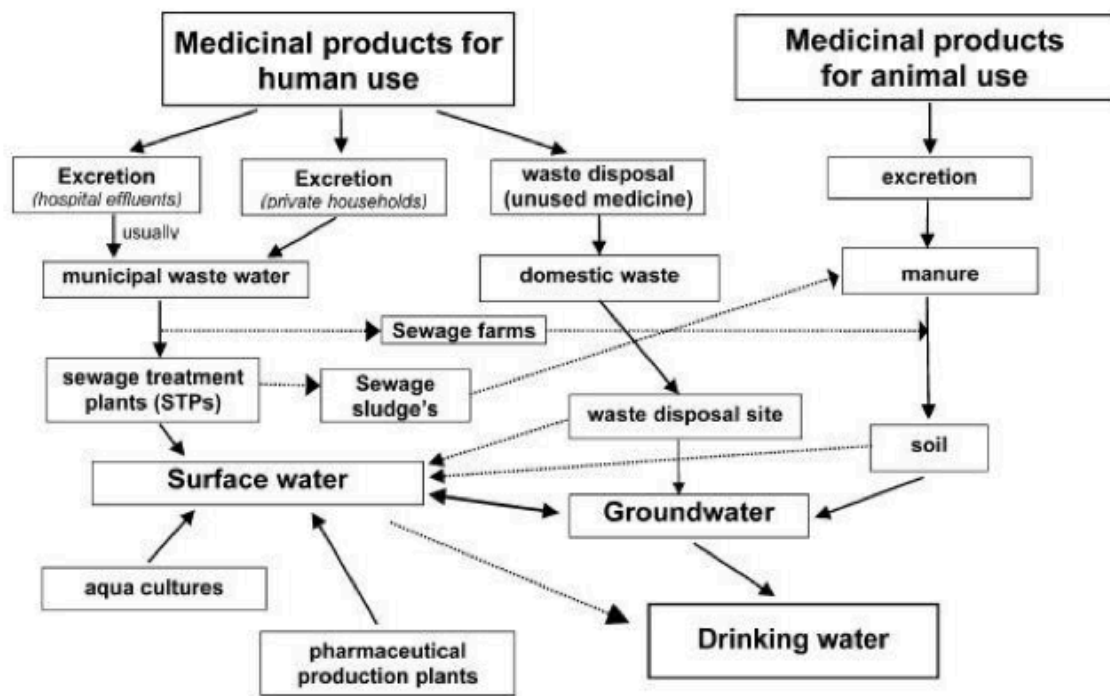 Medicinal products for
human use
Medicinal products
for animal use
Excretion
(hospital effluents)
Excretion
(private households)
waste disposal
(unused medicine)
excretion
usually
municipal waste water
domestic waste
manure
Sewage farms
sewage treatment
plants (STPs)
Sewage
sludge's
waste disposal site
soil
Surface water
Groundwater
aqua cultures
pharmaceutical
production plants
Drinking water